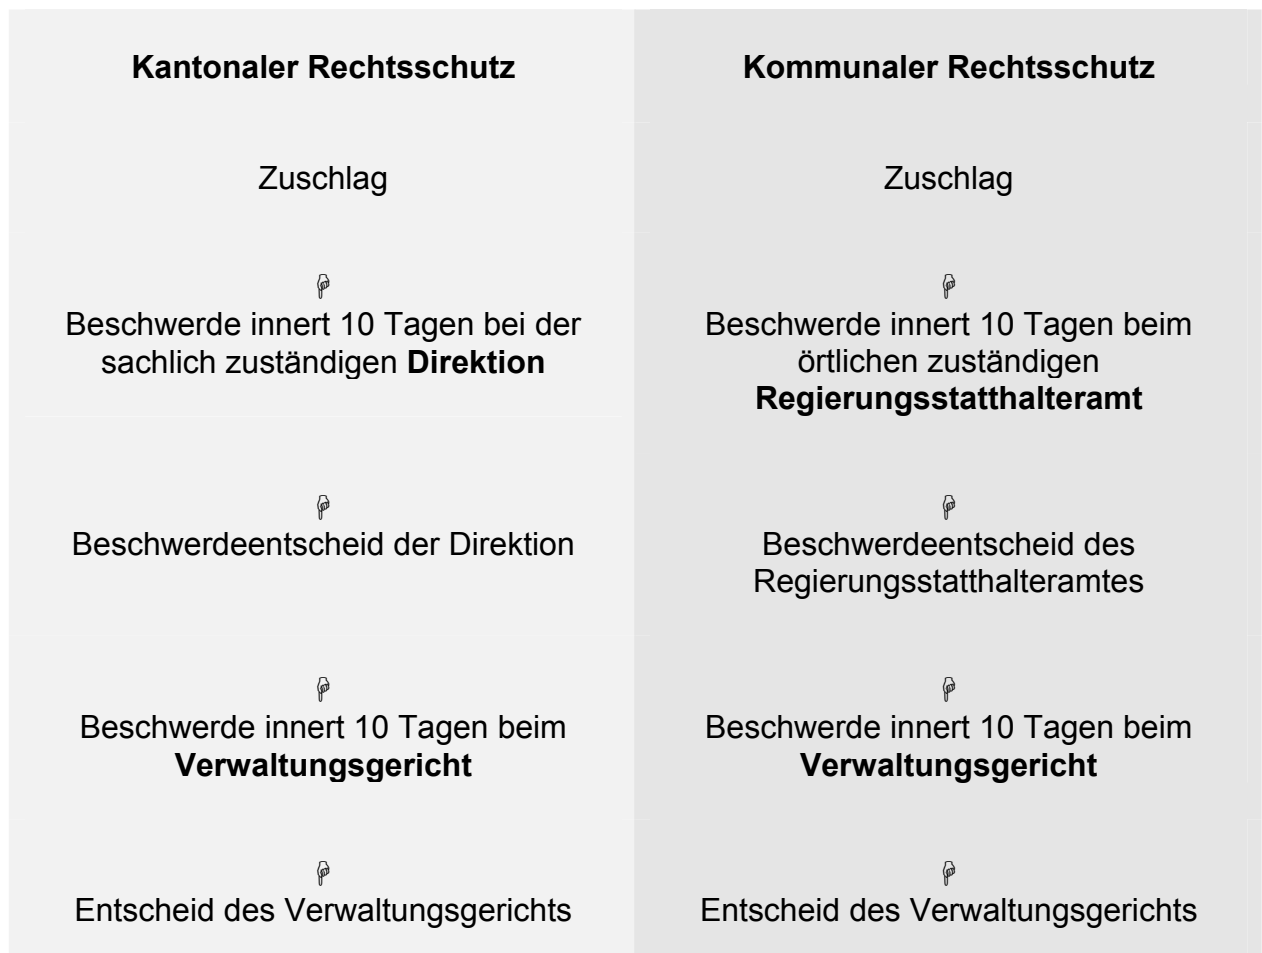 Kantonaler Rechtsschutz
Zuschlag
☟
Beschwerde innert 10 Tagen bei der
sachlich zuständigen Direktion
☟
Beschwerdeentscheid der Direktion
☟
Beschwerde innert 10 Tagen beim
Verwaltungsgericht
☟
Entscheid des Verwaltungsgerichts
Kommunaler Rechtsschutz
Zuschlag
☟
Beschwerde innert 10 Tagen beim
örtlichen zuständigen
Regierungsstatthalteramt
☟
Beschwerdeentscheid des
Regierungsstatthalteramtes
☟
Beschwerde innert 10 Tagen beim
Verwaltungsgericht
☟
Entscheid des Verwaltungsgerichts